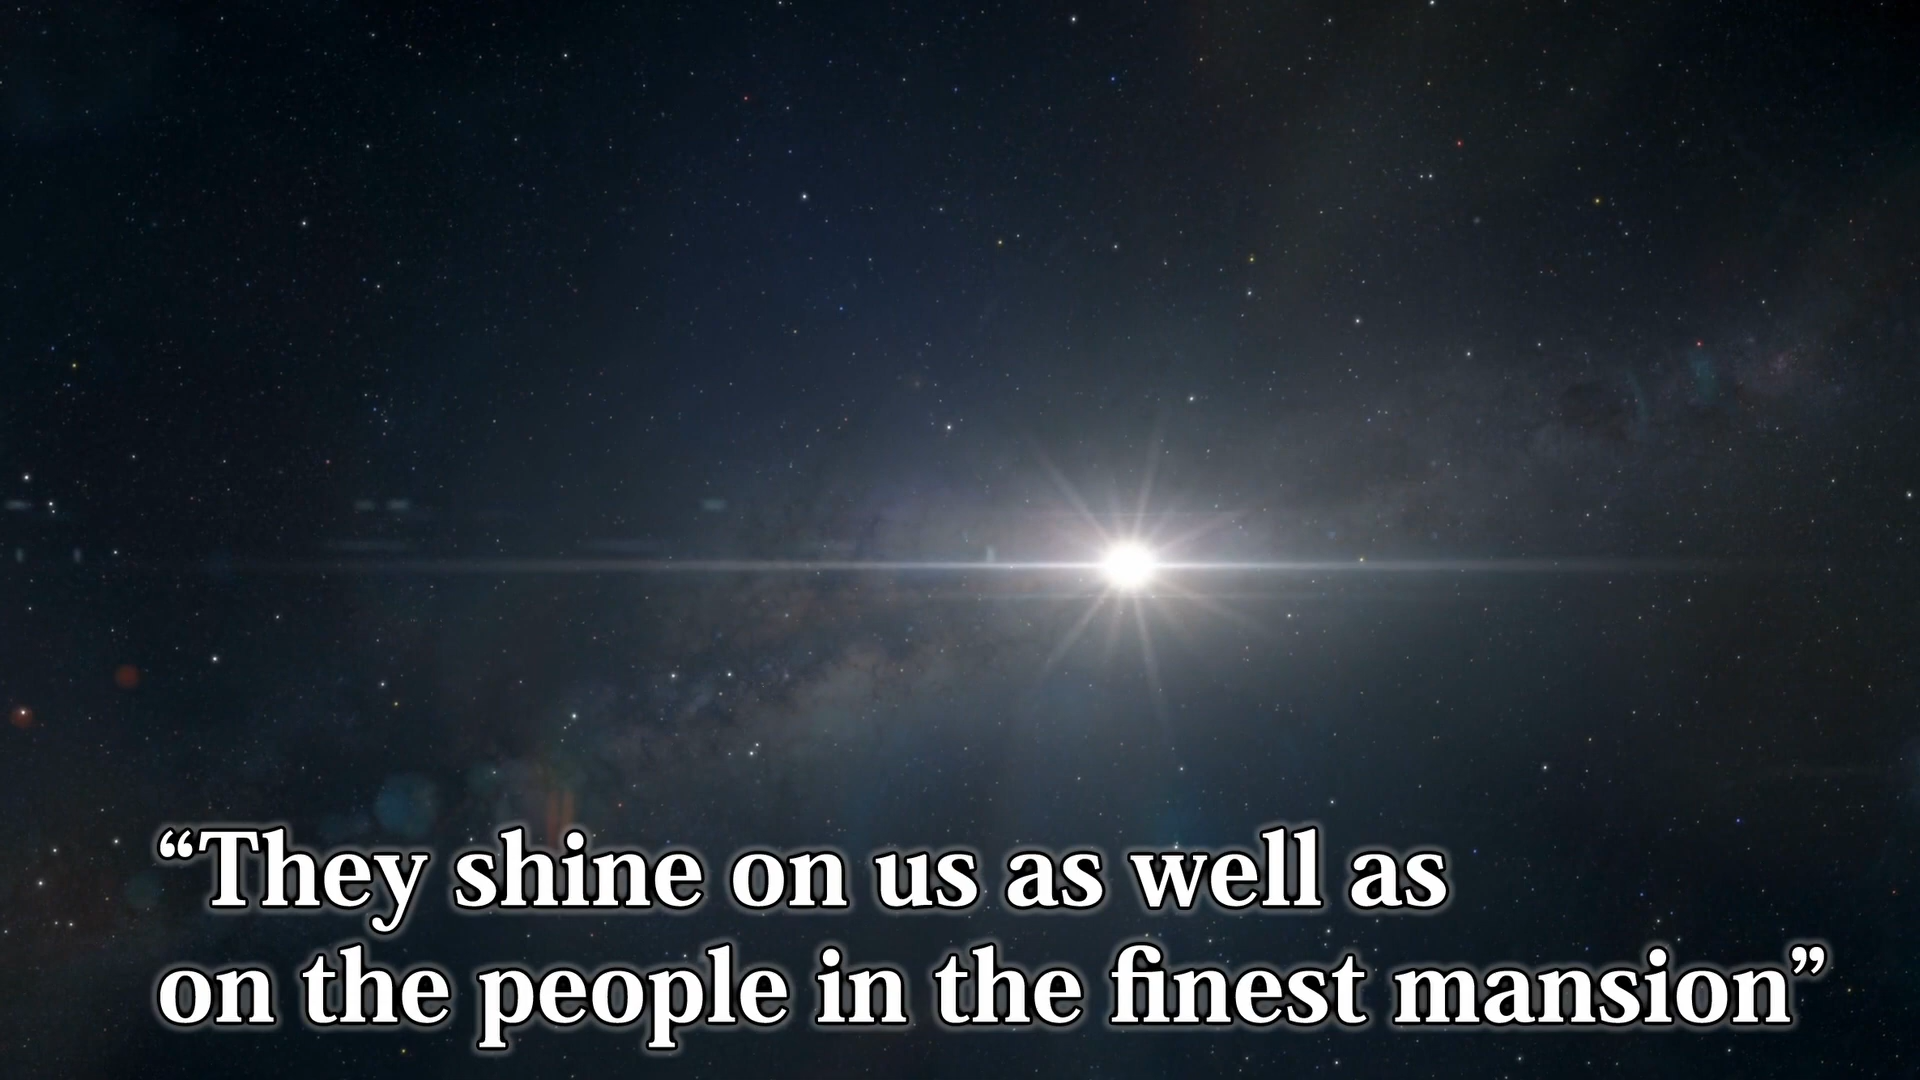 “They shine on us as well as
on the people in the finest mansion”